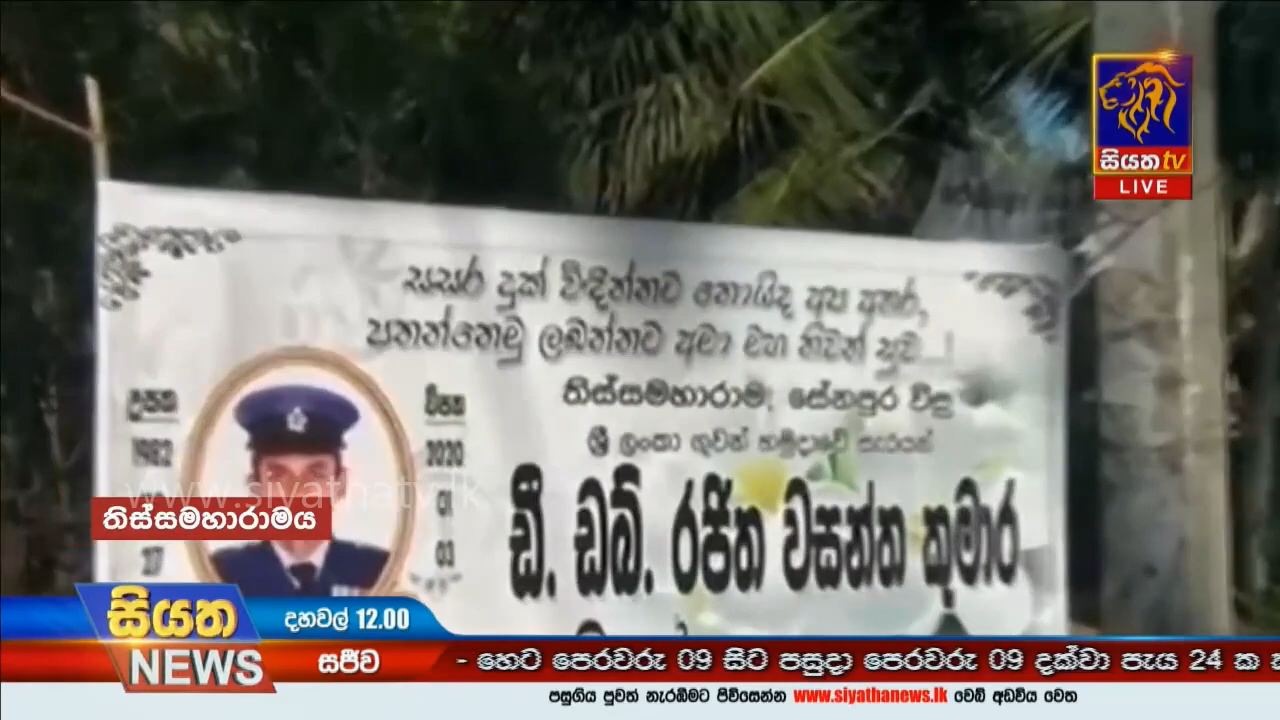 සියත tv
LIVE
සසර දුක් විඳින්නට නොයිද අප අතර,
පතන්නෙමු ලබන්නට අමා මහ නිවන් සුව...!
තිස්සමහාරාම, සේනපුර විසූ
ශ්‍රී ලංකා ගුවන් හමුදාවේ සැරයන්
උපත
1982
27
විපත
2020
01
03
ඩී. ඩබ්. රජිත වසන්ත කුමාර
www.siyathatv.lk
තිස්සමහාරාමය
සියත
NEWS
දහවල් 12.00
සජීව
- හෙට පෙරවරු 09 සිට පසුදා පෙරවරු 09 දක්වා පැය 24 ක
පසුගිය පුවත් නැරඹීමට පිවිසෙන්න www.siyathanews.lk වෙබ් අඩවිය වෙත